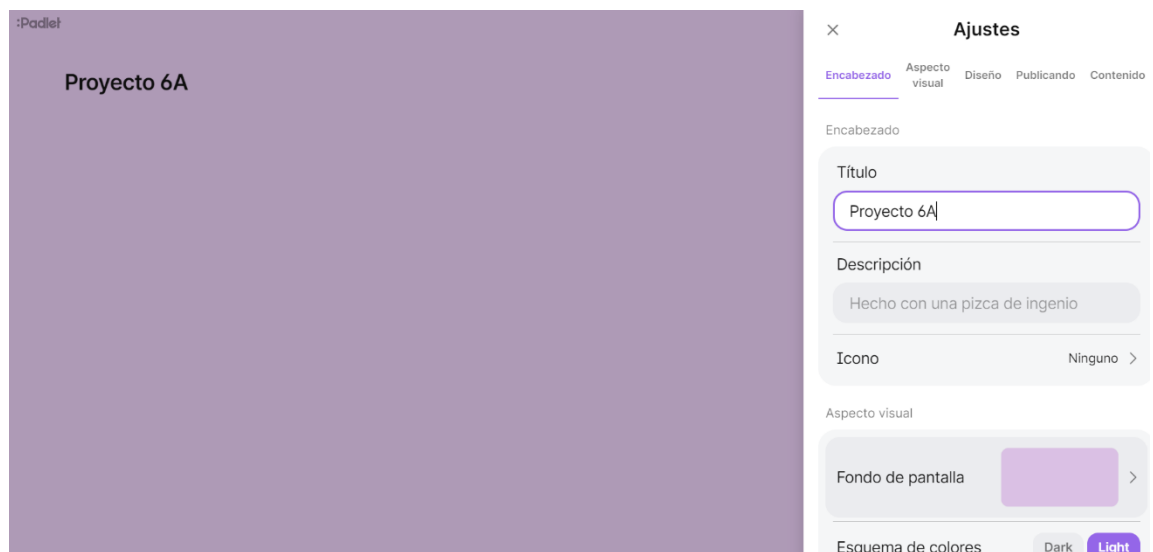 :Padlet
Proyecto 6A
Ajustes
Encabezado
Aspecto
visual
Diseño
Publicando
Contenido
Encabezado
Título
Proyecto 6A
Descripción
Hecho con una pizca de ingenio
Icono
Ninguno
Aspecto visual
Fondo de pantalla
Esquema de colores
Dark
Light